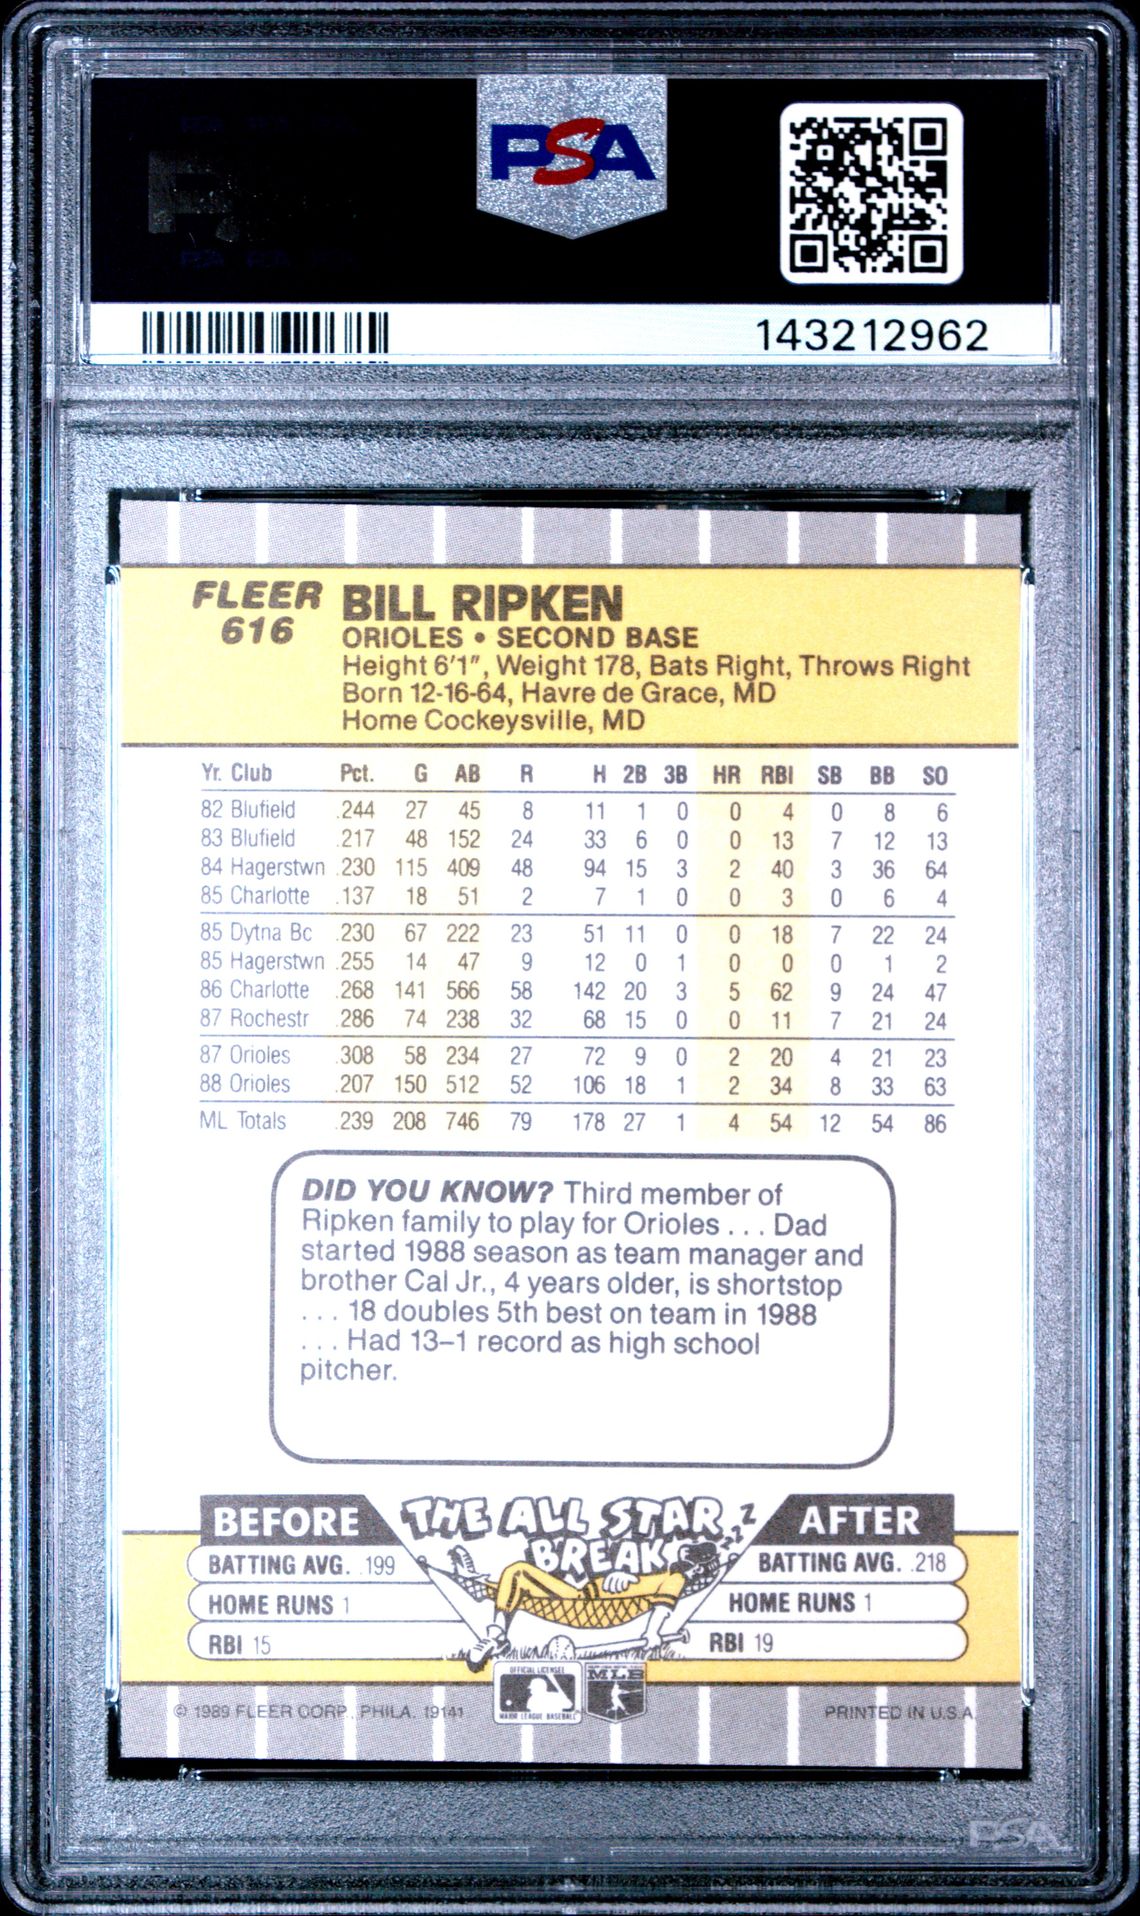 PSA
143212962
FLEER
616
BILL RIPKEN
ORIOLES • SECOND BASE
Height 6'1", Weight 178, Bats Right, Throws Right
Born 12-16-64, Havre de Grace, MD
Home Cockeysville, MD
Yr. Club Pct. G AB R H 2B 3B HR RBI SB BB SO
82 Blufield .244 27 45 8 11 1 0 0 4 0 8 6
83 Blufield .217 48 152 24 33 6 0 0 13 7 12 13
84 Hagerstwn .230 115 409 48 94 15 3 2 40 3 36 64
85 Charlotte .137 18 51 2 7 1 0 0 3 0 6 4
85 Dytna Bc .230 67 222 23 51 11 0 0 18 7 22 24
85 Hagerstwn .255 14 47 9 12 0 1 0 0 0 1 2
86 Charlotte .268 141 566 58 142 20 3 5 62 9 24 47
87 Rochestr .286 74 238 32 68 15 0 0 11 7 21 24
87 Orioles .308 58 234 27 72 9 0 2 20 4 21 23
88 Orioles .207 150 512 52 106 18 1 2 34 8 33 63
ML Totals .239 208 746 79 178 27 1 4 54 12 54 86
DID YOU KNOW? Third member of
Ripken family to play for Orioles . . . Dad
started 1988 season as team manager and
brother Cal Jr., 4 years older, is shortstop
. . . 18 doubles 5th best on team in 1988
. . . Had 13–1 record as high school
pitcher.
BEFORE
BATTING AVG. .199
HOME RUNS 1
RBI 15
THE ALL STAR
BREAK
ZZZZ
AFTER
BATTING AVG. .218
HOME RUNS 1
RBI 19
OFFICIAL LICENSEE
MAJOR LEAGUE BASEBALL
MLB
© 1989 FLEER CORP., PHILA. 19141
PRINTED IN U.S.A.
PSA